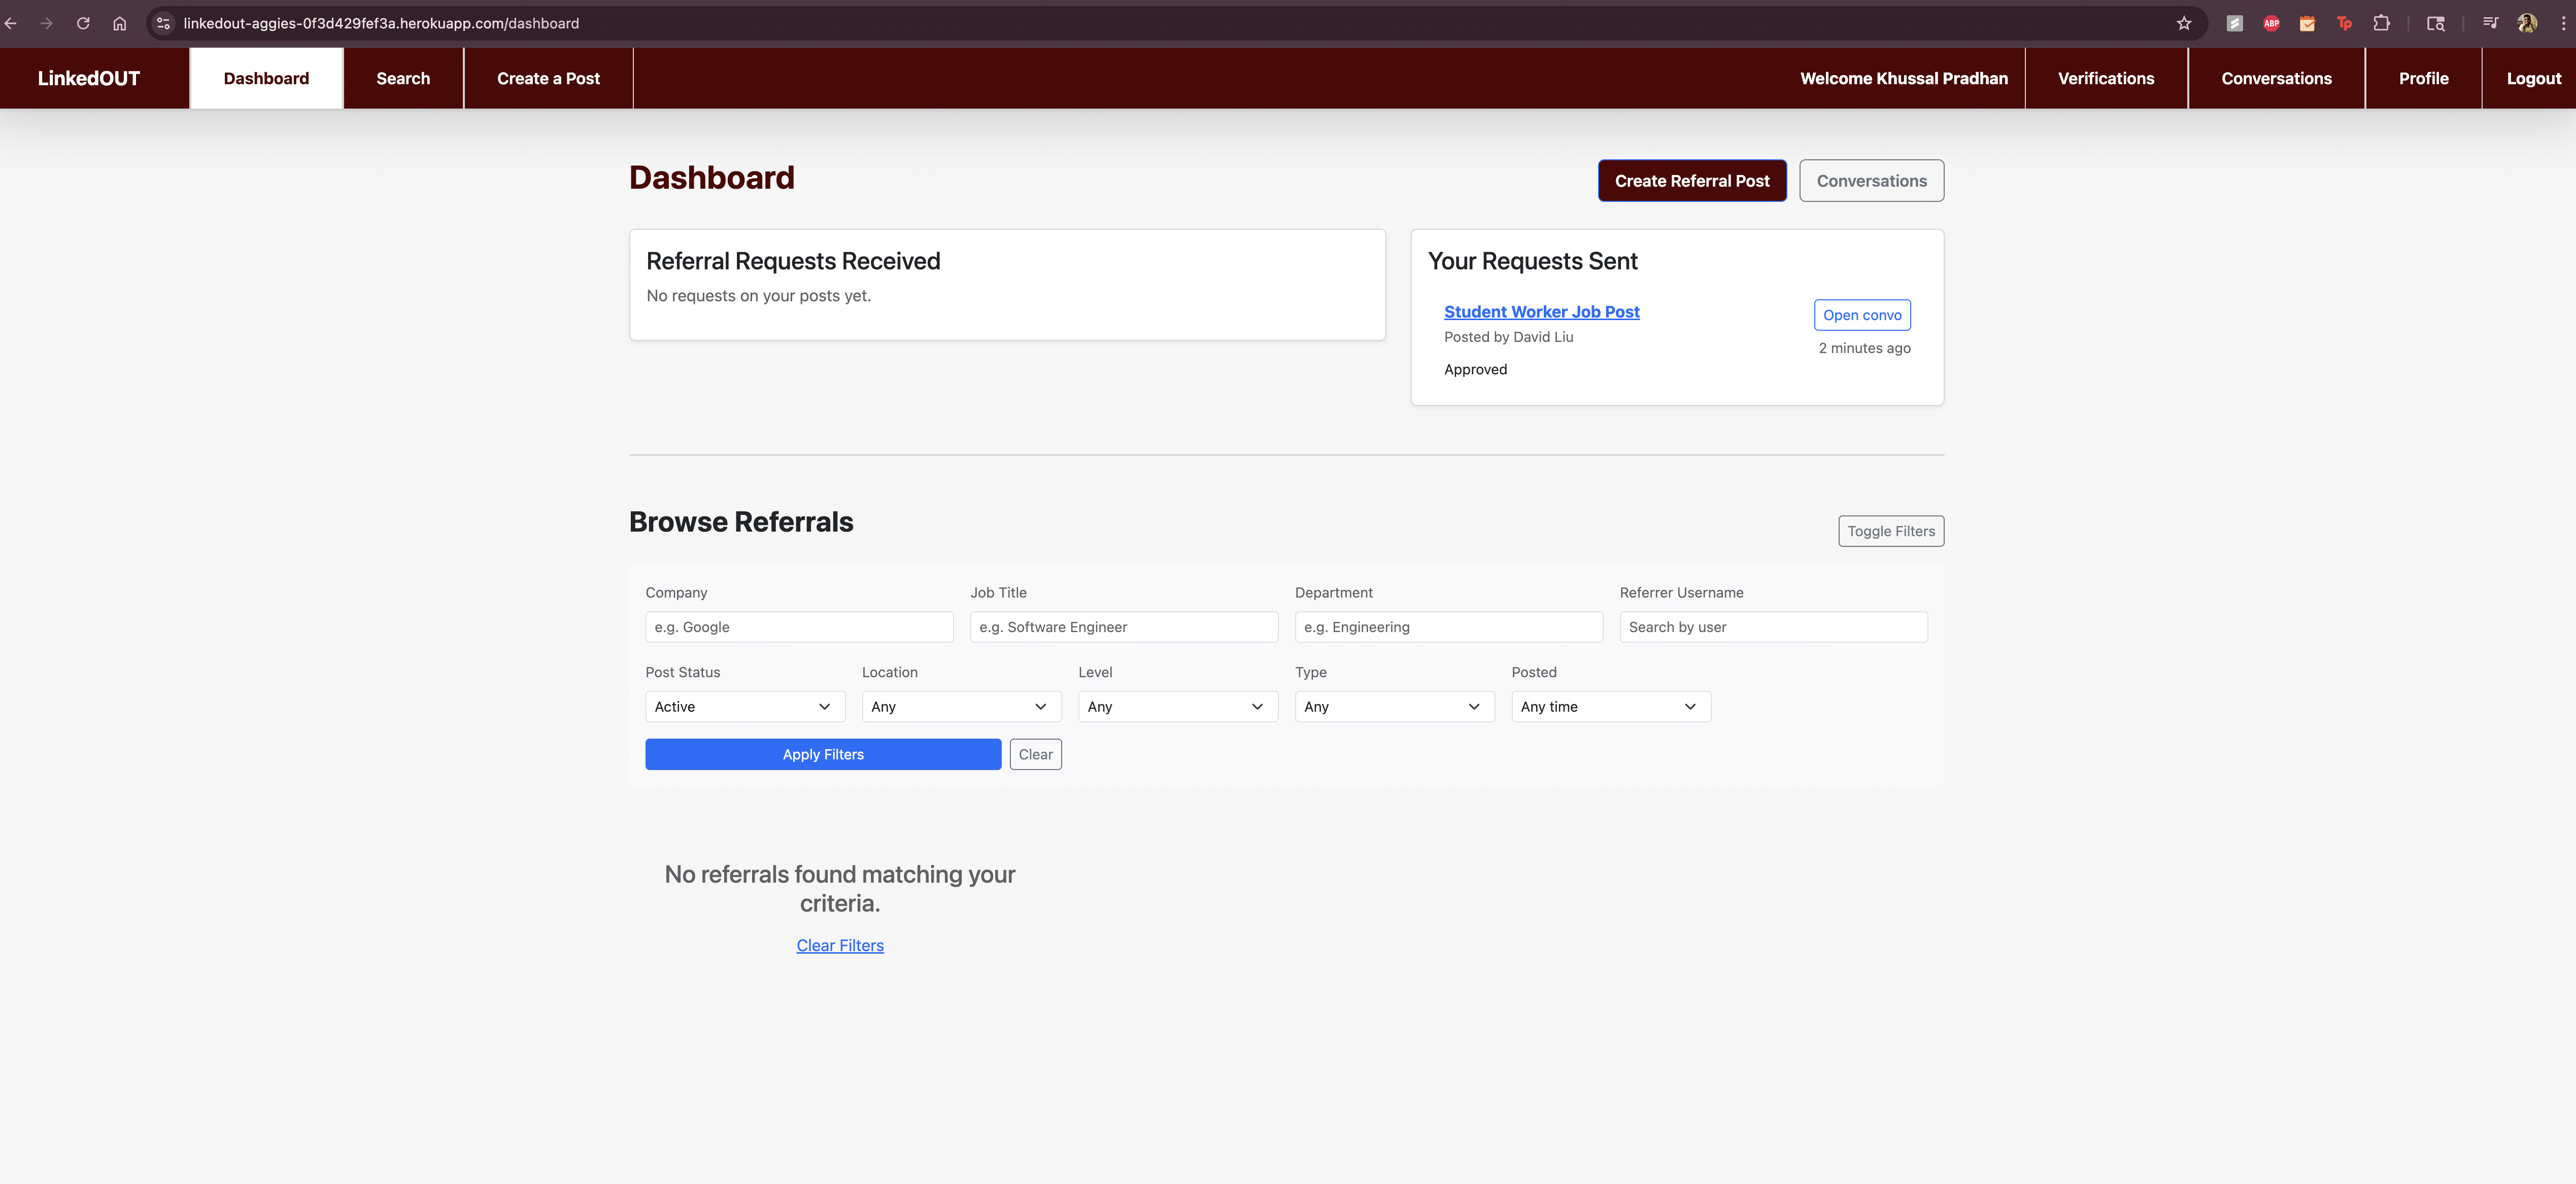 linkedout-aggies-0f3d429fef3a.herokuapp.com/dashboard
ABP
Tp
LinkedOUT
Dashboard
Search
Create a Post
Welcome Khussal Pradhan
Verifications
Conversations
Profile
Logout
Dashboard
Create Referral Post
Conversations
Referral Requests Received
No requests on your posts yet.
Your Requests Sent
Student Worker Job Post
Open convo
Posted by David Liu
2 minutes ago
Approved
Browse Referrals
Toggle Filters
Company
Job Title
Department
Referrer Username
e.g. Google
e.g. Software Engineer
e.g. Engineering
Search by user
Post Status
Location
Level
Type
Posted
Active
Any
Any
Any
Any time
Apply Filters
Clear
No referrals found matching your
criteria.
Clear Filters